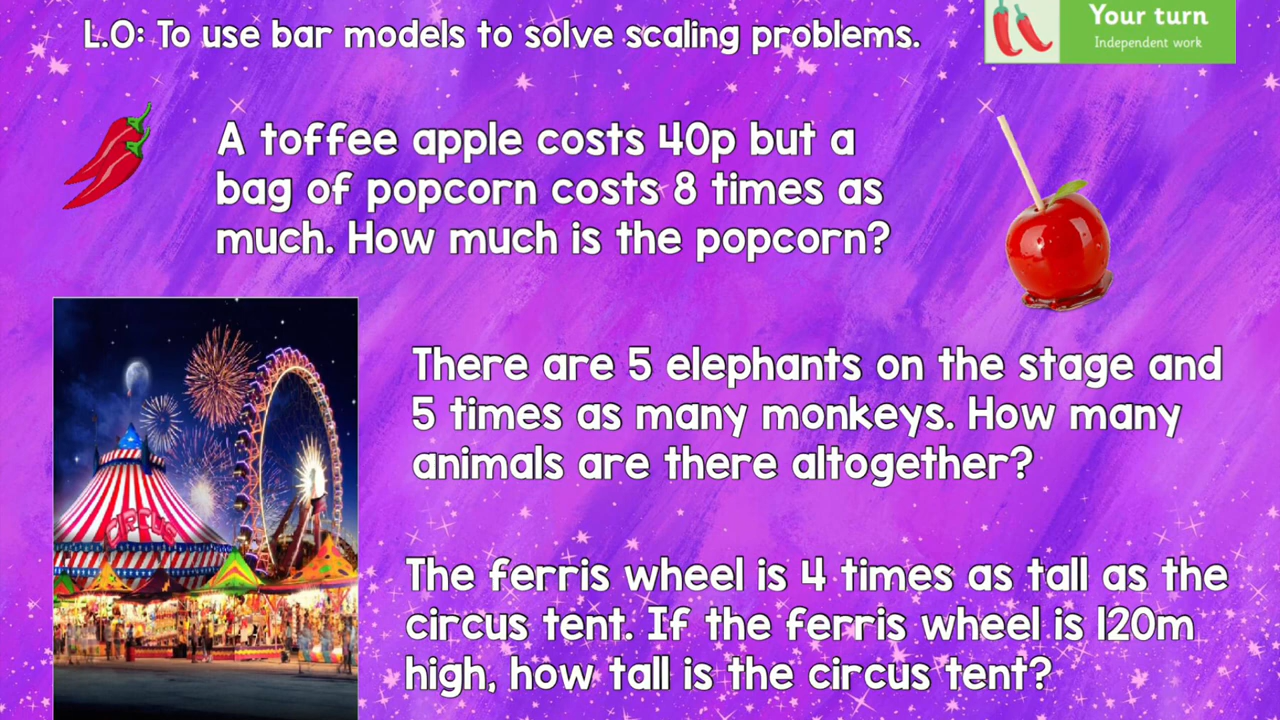 L.O: To use bar models to solve scaling problems.
Your turn
Independent work
A toffee apple costs 40p but a
bag of popcorn costs 8 times as
much. How much is the popcorn?
There are 5 elephants on the stage and
5 times as many monkeys. How many
animals are there altogether?
CIRCUS
The ferris wheel is 4 times as tall as the
circus tent. If the ferris wheel is 120m
high, how tall is the circus tent?